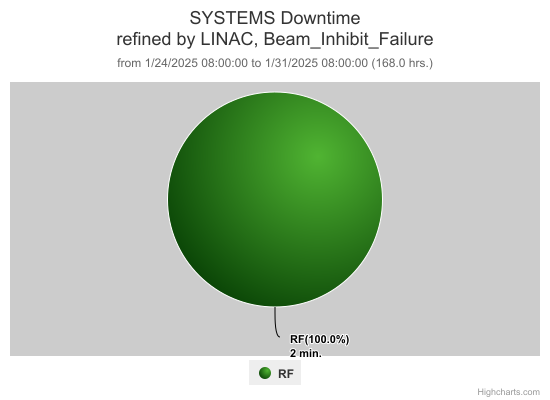 SYSTEMS Downtime
refined by LINAC, Beam_Inhibit_Failure
from 1/24/2025 08:00:00 to 1/31/2025 08:00:00 (168.0 hrs.)
RF(100.0%)
2 min.
RF
Highcharts.com